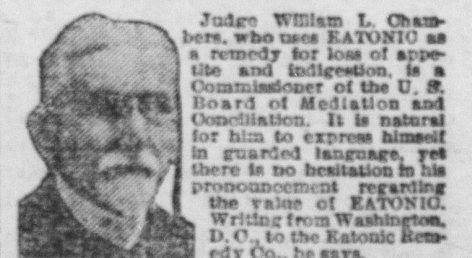 Judge William L. Cham-
bers, who uses EATONIC as
a remedy for loss of appe-
tite and indigestion, is a
Commissioner of the U. S.
Board of Mediation and
Conciliation. It is natural
for him to express himself
in guarded language, yet
there is no hesitation in his
pronouncement regarding
the value of EATONIC.
Writing from Washington,
D. C., to the Eatonic Rem-
edy Co., he says,